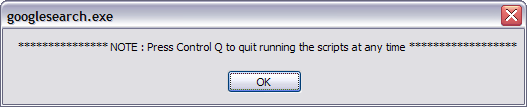 googlesearch.exe
*************** NOTE : Press Control Q to quit running the scripts at any time ******************
OK